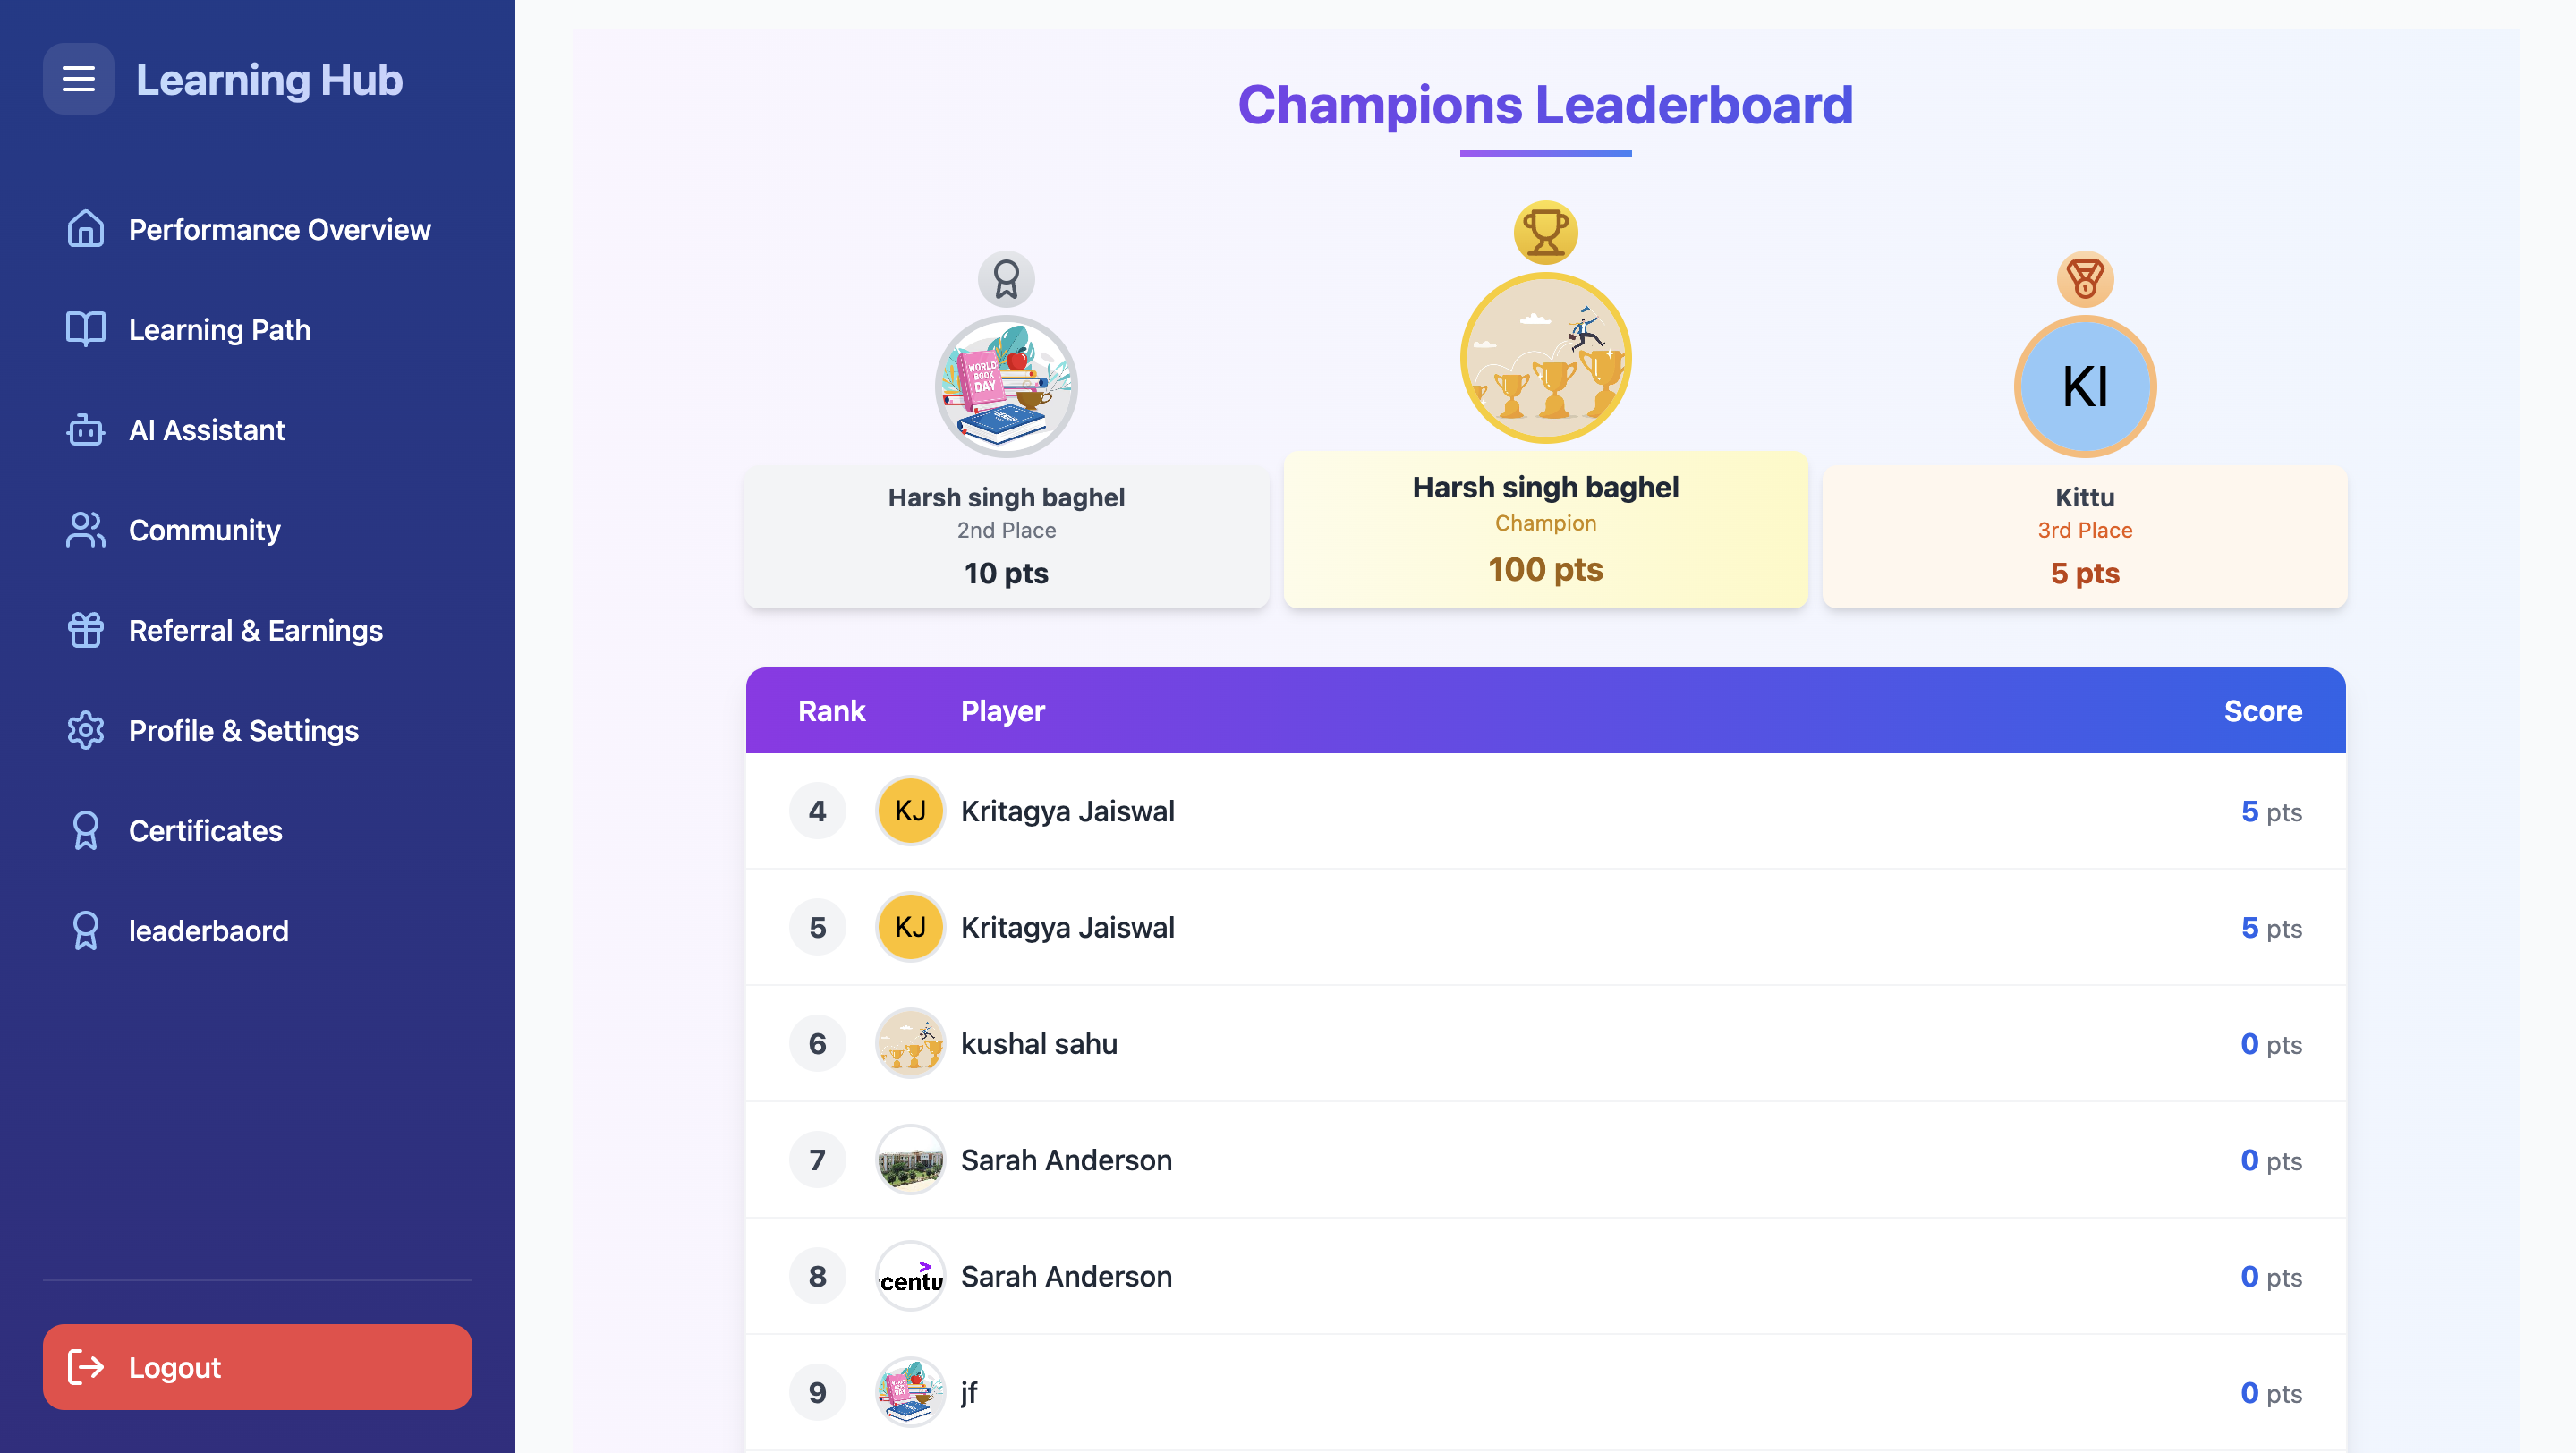 Learning Hub
Performance Overview
Learning Path
AI Assistant
Community
Referral & Earnings
Profile & Settings
Certificates
leaderbaord
Logout
Champions Leaderboard
WORLD
BOOK
DAY
Harsh singh baghel
2nd Place
10 pts
Harsh singh baghel
Champion
100 pts
KI
Kittu
3rd Place
5 pts
Rank Player Score
4 KJ Kritagya Jaiswal 5 pts
5 KJ Kritagya Jaiswal 5 pts
6 kushal sahu 0 pts
7 Sarah Anderson 0 pts
8 centu Sarah Anderson 0 pts
9 jf 0 pts